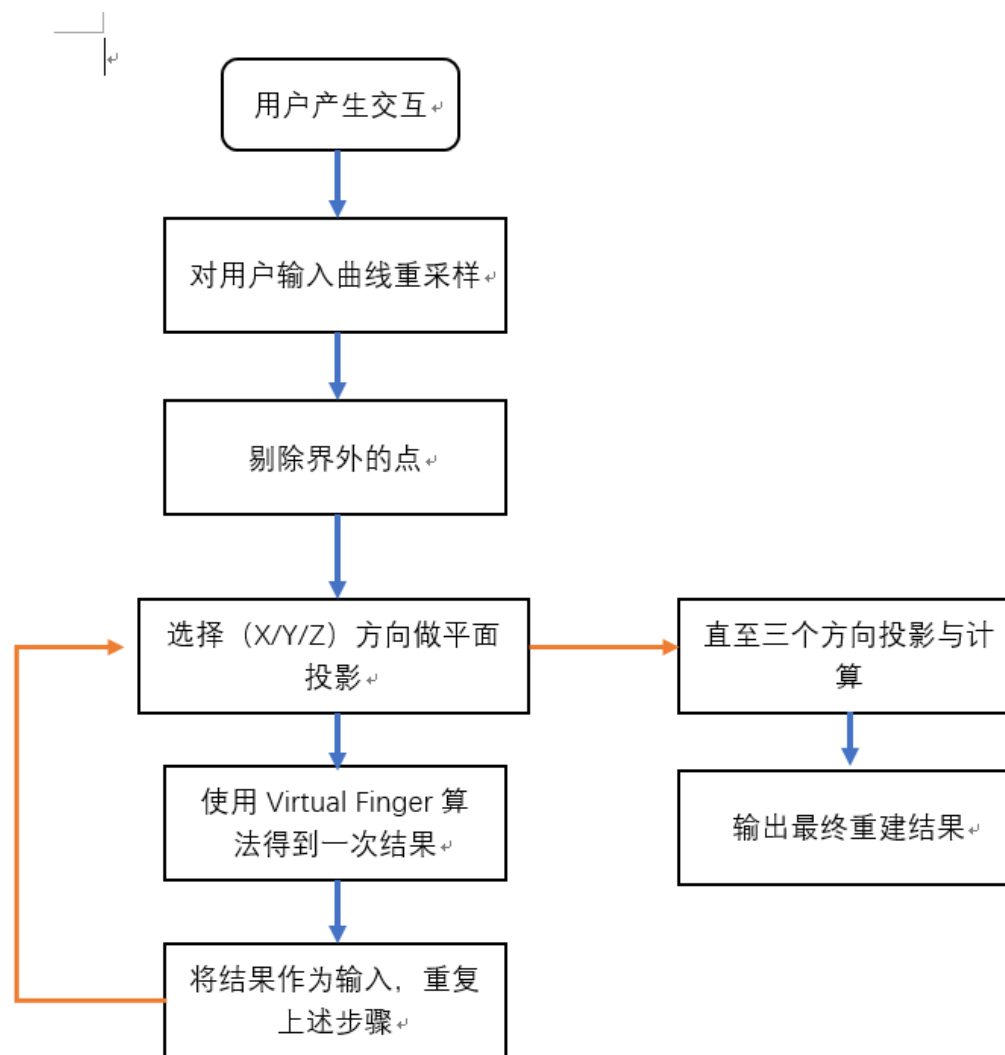 用户产生交互
对用户输入曲线重采样
剔除界外的点
选择（X/Y/Z）方向做平面
投影
直至三个方向投影与计
算
使用 Virtual Finger 算
法得到一次结果
输出最终重建结果
将结果作为输入，重复
上述步骤